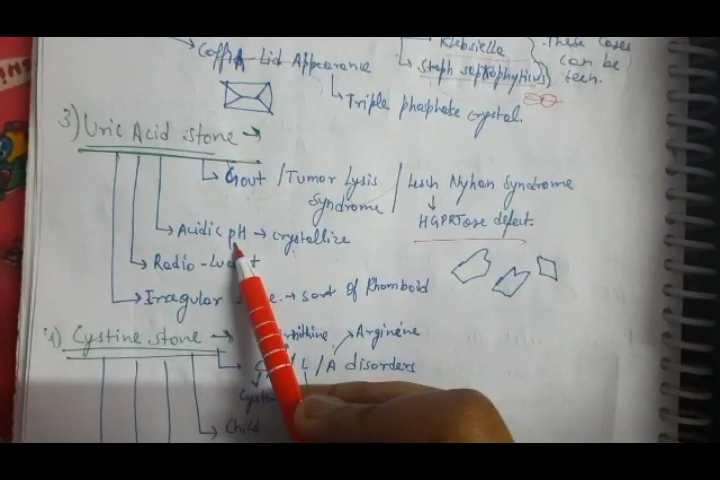 Klebsiella
These cases
Coffin-Lid Appearance
can be
Staph saprophyticus
seen.
Triple phosphate crystal.
3) Uric Acid stone →
Gout / Tumor Lysis Syndrome / Lesch Nyhan Syndrome
HGPRTase defect.
Acidic pH → crystallize
Radio-Lu
Irregular → sort of Rhomboid
4) Cystine stone →
Arginine
/ L / A disorders
Child